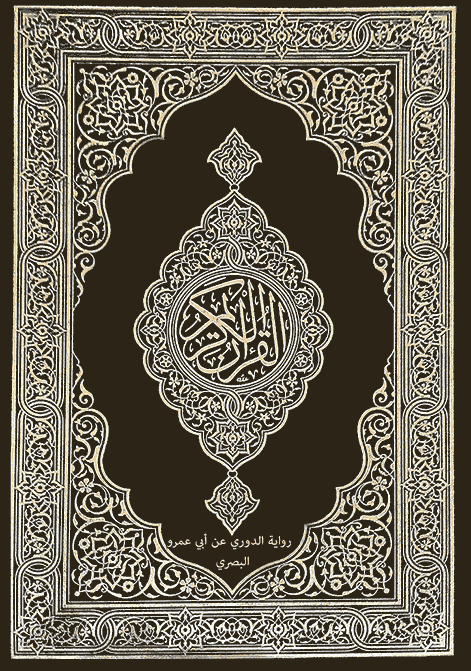 القرآن الكريم
رواية الدوري عن أبي عمرو
البصري